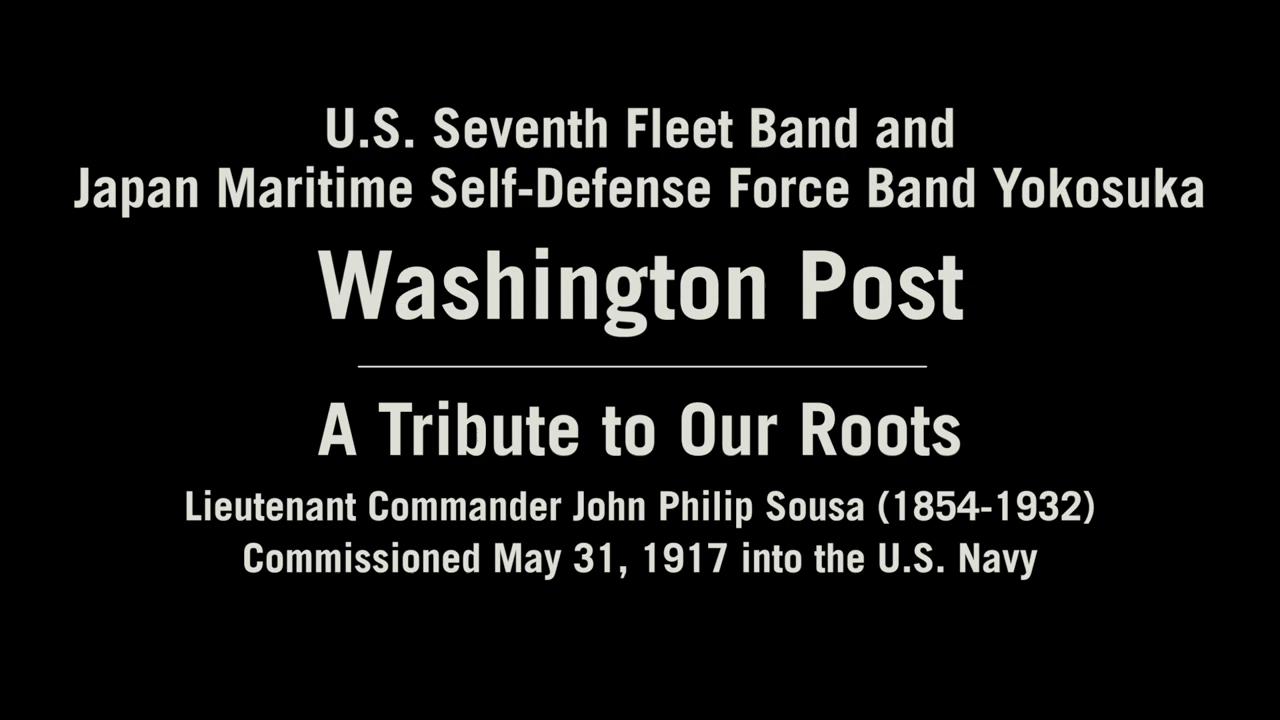 U.S. Seventh Fleet Band and
Japan Maritime Self-Defense Force Band Yokosuka
Washington Post
A Tribute to Our Roots
Lieutenant Commander John Philip Sousa (1854-1932)
Commissioned May 31, 1917 into the U.S. Navy